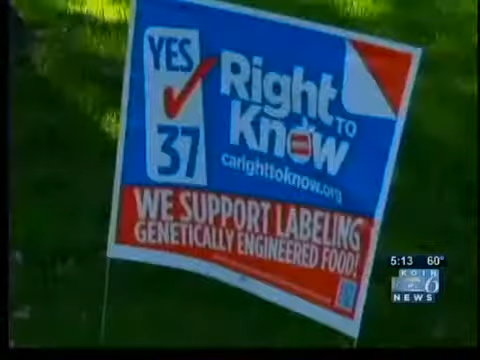 YES
37
Right
TO
Know
carighttoknow.org
WE SUPPORT LABELING
GENETICALLY ENGINEERED FOOD!
5:13 60°
KOIN
6
NEWS